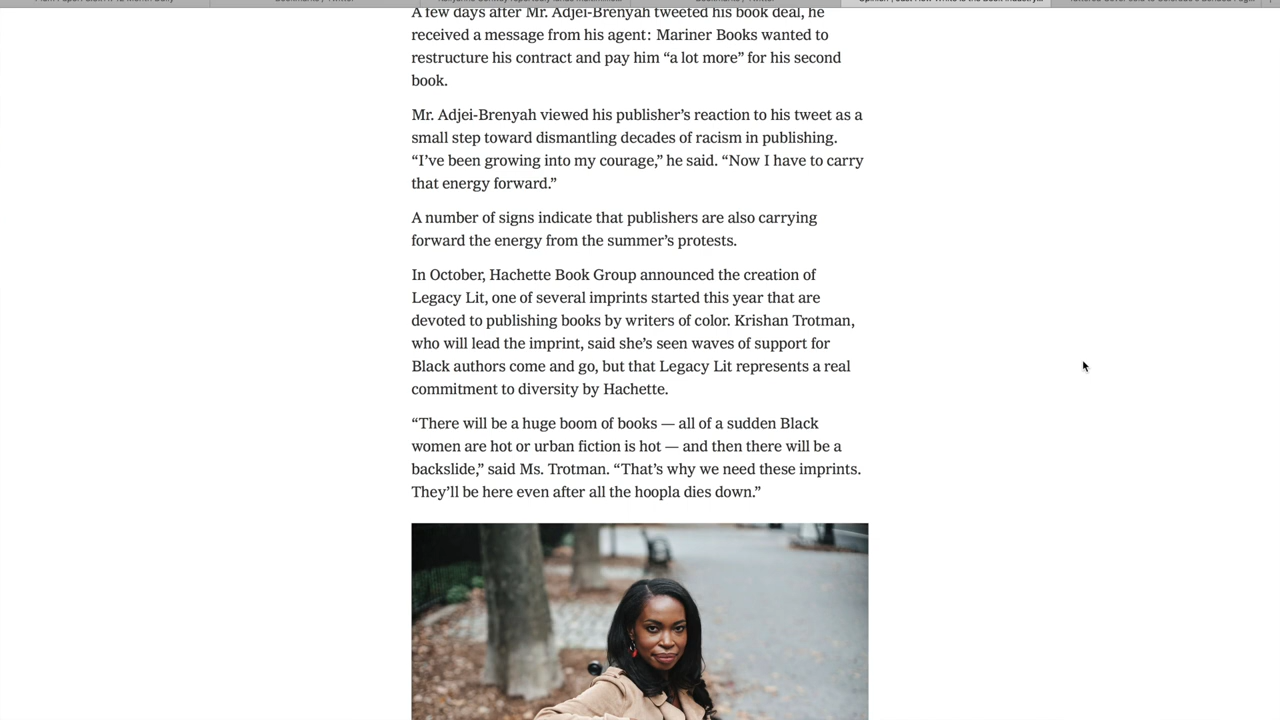 A few days after Mr. Adjei-Brenyah tweeted his book deal, he
received a message from his agent: Mariner Books wanted to
restructure his contract and pay him “a lot more” for his second
book.
Mr. Adjei-Brenyah viewed his publisher’s reaction to his tweet as a
small step toward dismantling decades of racism in publishing.
“I’ve been growing into my courage,” he said. “Now I have to carry
that energy forward.”
A number of signs indicate that publishers are also carrying
forward the energy from the summer’s protests.
In October, Hachette Book Group announced the creation of
Legacy Lit, one of several imprints started this year that are
devoted to publishing books by writers of color. Krishan Trotman,
who will lead the imprint, said she’s seen waves of support for
Black authors come and go, but that Legacy Lit represents a real
commitment to diversity by Hachette.
“There will be a huge boom of books — all of a sudden Black
women are hot or urban fiction is hot — and then there will be a
backslide,” said Ms. Trotman. “That’s why we need these imprints.
They’ll be here even after all the hoopla dies down.”